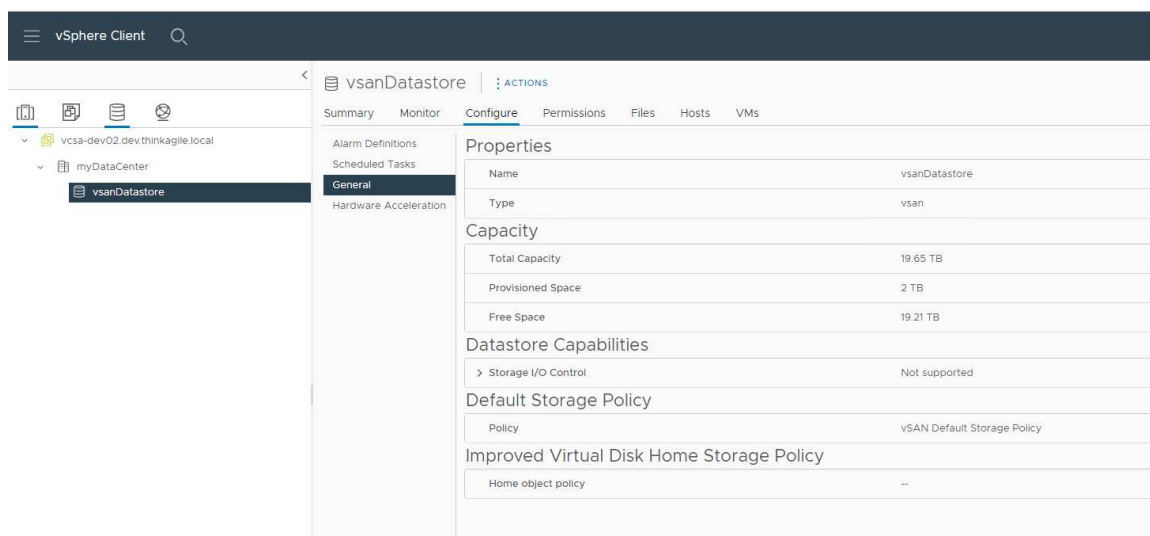 vSphere Client
vsanDatastore ACTIONS
Summary Monitor Configure Permissions Files Hosts VMs
vcsa-dev02.dev.thinkagile.local
myDataCenter
vsanDatastore
Alarm Definitions
Scheduled Tasks
General
Hardware Acceleration
Properties
Name vsanDatastore
Type vsan
Capacity
Total Capacity 19.65 TB
Provisioned Space 2 TB
Free Space 19.21 TB
Datastore Capabilities
Storage I/O Control Not supported
Default Storage Policy
Policy vSAN Default Storage Policy
Improved Virtual Disk Home Storage Policy
Home object policy --